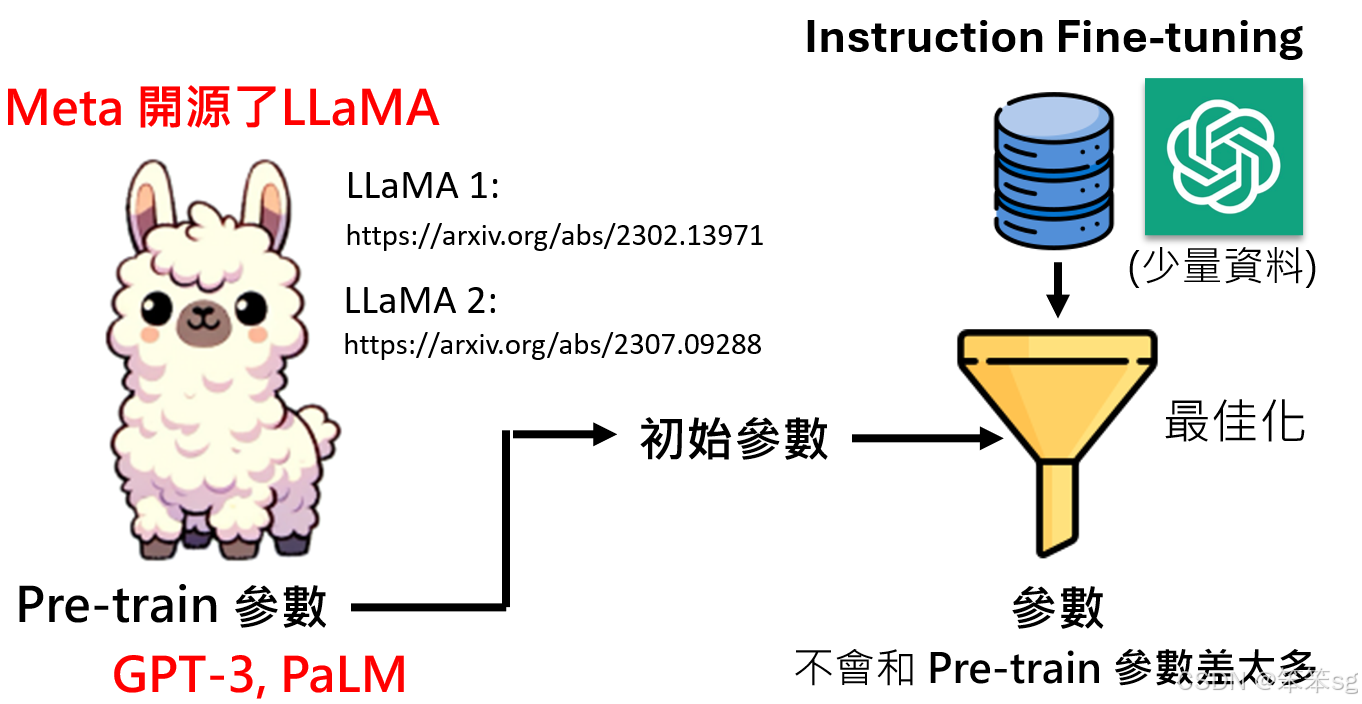 Instruction Fine-tuning
Meta 開源了LLaMA
LLaMA 1:
https://arxiv.org/abs/2302.13971
(少量資料)
LLaMA 2:
https://arxiv.org/abs/2307.09288
初始參數
最佳化
Pre-train 參數
GPT-3, PaLM
參數
不會和 Pre-train 參數差太多
CSDN @笨笨sg